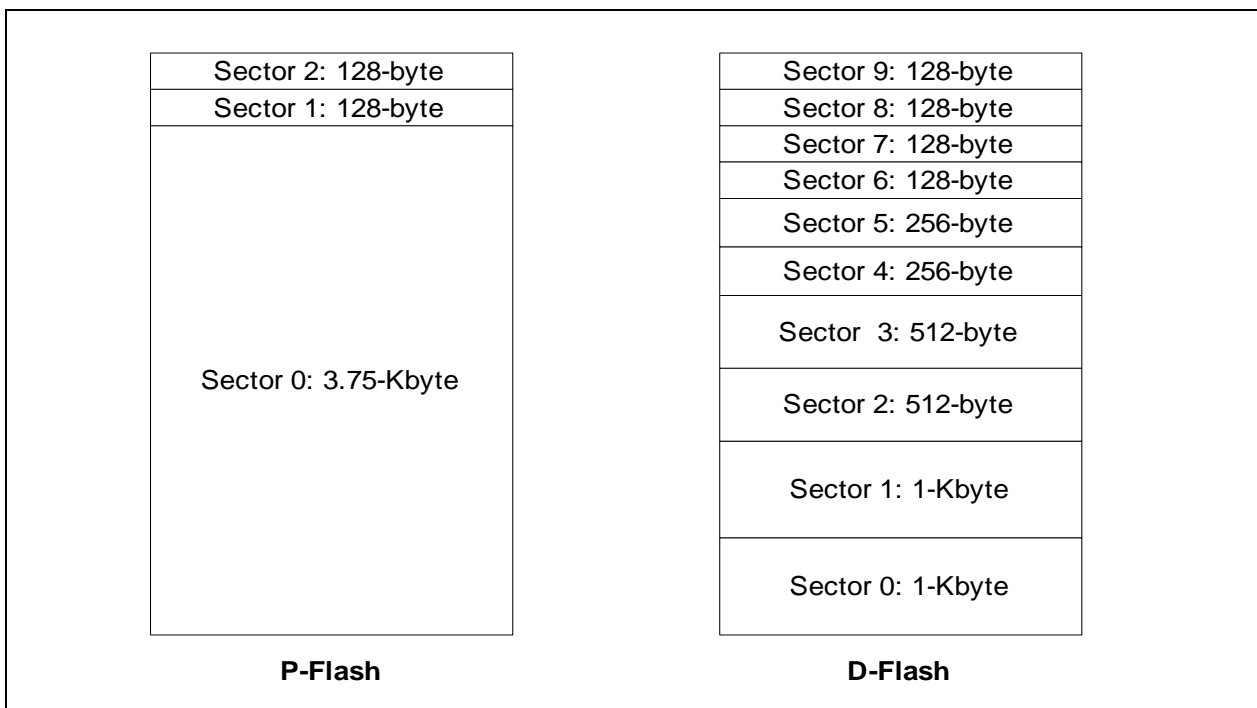 Sector 2: 128-byte
Sector 1: 128-byte
Sector 0: 3.75-Kbyte
P-Flash
Sector 9: 128-byte
Sector 8: 128-byte
Sector 7: 128-byte
Sector 6: 128-byte
Sector 5: 256-byte
Sector 4: 256-byte
Sector 3: 512-byte
Sector 2: 512-byte
Sector 1: 1-Kbyte
Sector 0: 1-Kbyte
D-Flash